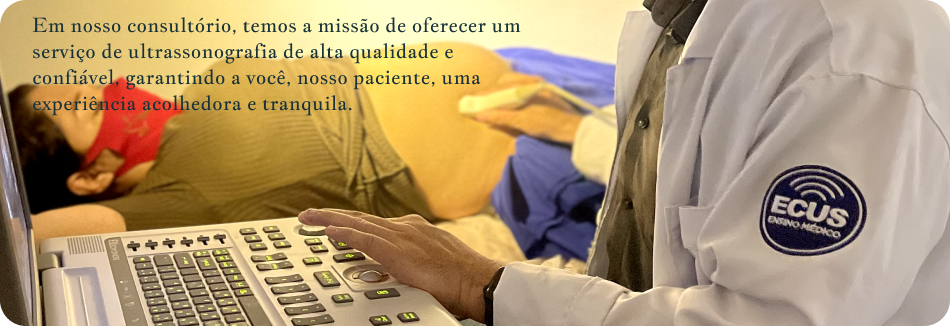 Em nosso consultório, temos a missão de oferecer um
serviço de ultrassonografia de alta qualidade e
confiável, garantindo a você, nosso paciente, uma
experiência acolhedora e tranquila.
ECUS
ENSINO MÉDICO